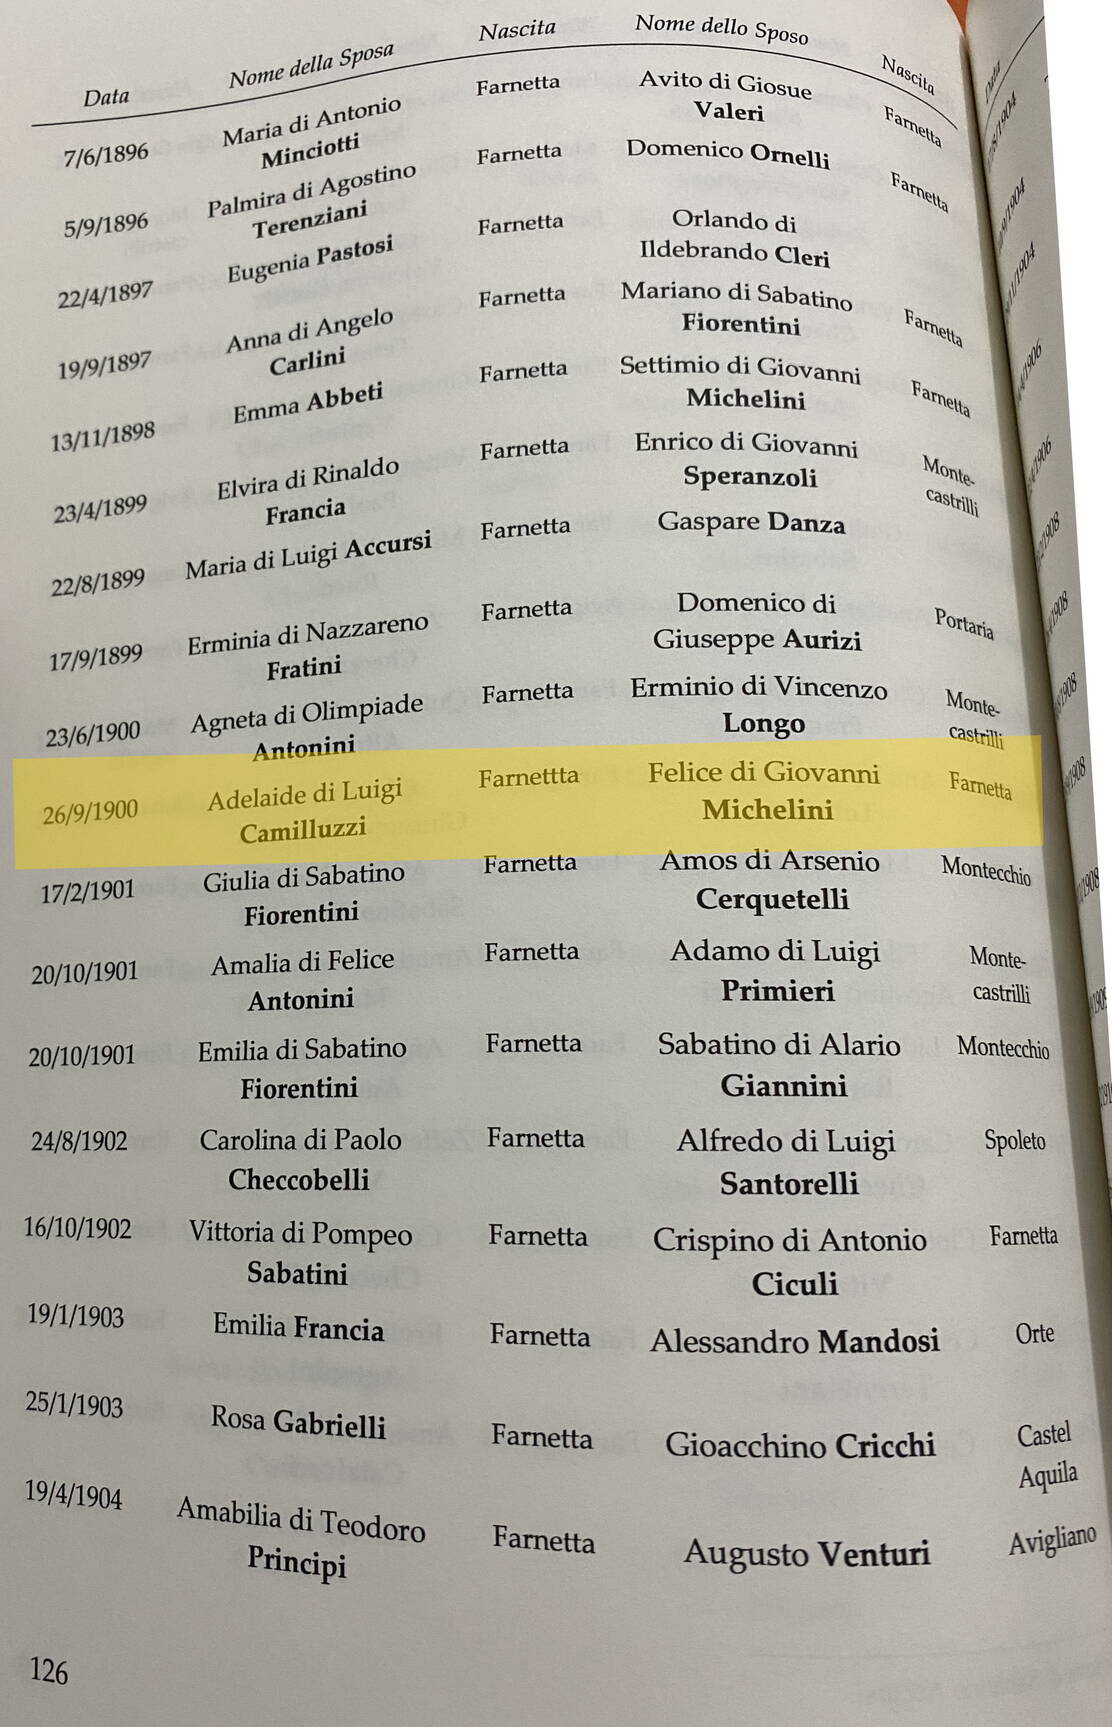 Data Nome della Sposa Nascita Nome dello Sposo Nascita
7/6/1896 Maria di Antonio Farnetta Avito di Giosue Farnetta
Minciotti Valeri
5/9/1896 Palmira di Agostino Farnetta Domenico Ornelli Farnetta
Terenziani
22/4/1897 Eugenia Pastosi Farnetta Orlando di
Ildebrando Cleri
19/9/1897 Anna di Angelo Farnetta Mariano di Sabatino Farnetta
Carlini Fiorentini
13/11/1898 Emma Abbeti Farnetta Settimio di Giovanni Farnetta
Michelini
23/4/1899 Elvira di Rinaldo Farnetta Enrico di Giovanni Monte-
Francia Speranzoli castrilli
22/8/1899 Maria di Luigi Accursi Farnetta Gaspare Danza
17/9/1899 Erminia di Nazzareno Farnetta Domenico di Portaria
Fratini Giuseppe Aurizi
23/6/1900 Agneta di Olimpiade Farnetta Erminio di Vincenzo Monte-
Antonini Longo castrilli
26/9/1900 Adelaide di Luigi Farnettta Felice di Giovanni Farnetta
Camilluzzi Michelini
17/2/1901 Giulia di Sabatino Farnetta Amos di Arsenio Montecchio
Fiorentini Cerquetelli
20/10/1901 Amalia di Felice Farnetta Adamo di Luigi Monte-
Antonini Primieri castrilli
20/10/1901 Emilia di Sabatino Farnetta Sabatino di Alario Montecchio
Fiorentini Giannini
24/8/1902 Carolina di Paolo Farnetta Alfredo di Luigi Spoleto
Checcobelli Santorelli
16/10/1902 Vittoria di Pompeo Farnetta Crispino di Antonio Farnetta
Sabatini Ciculi
19/1/1903 Emilia Francia Farnetta Alessandro Mandosi Orte
25/1/1903 Rosa Gabrielli Farnetta Gioacchino Cricchi Castel
Aquila
19/4/1904 Amabilia di Teodoro Farnetta Augusto Venturi Avigliano
Principi
126
Data